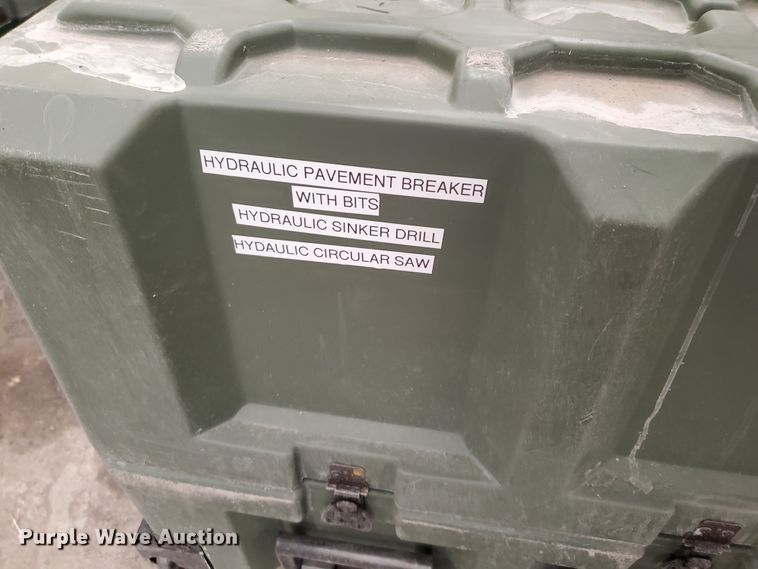 HYDRAULIC PAVEMENT BREAKER
WITH BITS
HYDRAULIC SINKER DRILL
HYDAULIC CIRCULAR SAW
Purple Wave Auction